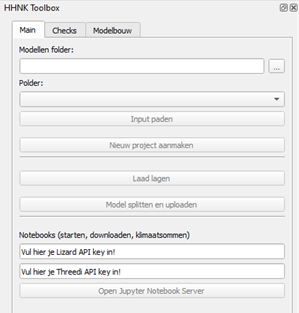 HHNK Toolbox
Main Checks Modelbouw
Modellen folder:
...
Polder:
Input paden
Nieuw project aanmaken
Laad lagen
Model splitten en uploaden
Notebooks (starten, downloaden, klimaatsommen)
Vul hier je Lizard API key in!
Vul hier je Threedi API key in!
Open Jupyter Notebook Server